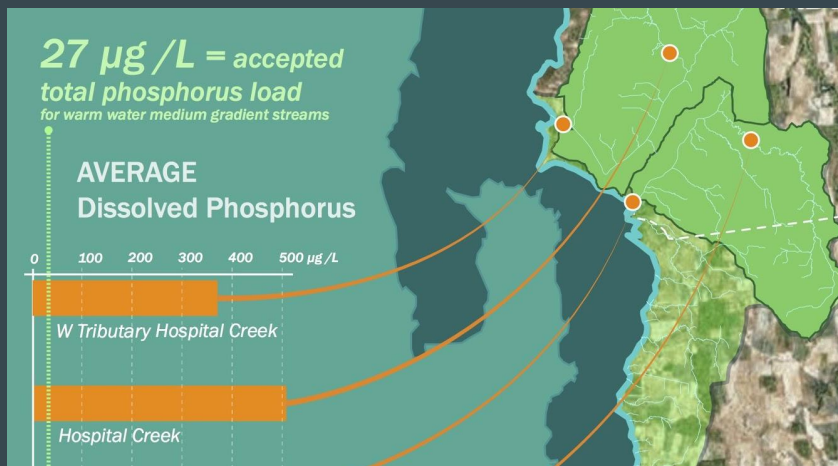 27 µg /L = accepted
total phosphorus load
for warm water medium gradient streams
AVERAGE
Dissolved Phosphorus
0 100 200 300 400 500 µg /L
W Tributary Hospital Creek
Hospital Creek